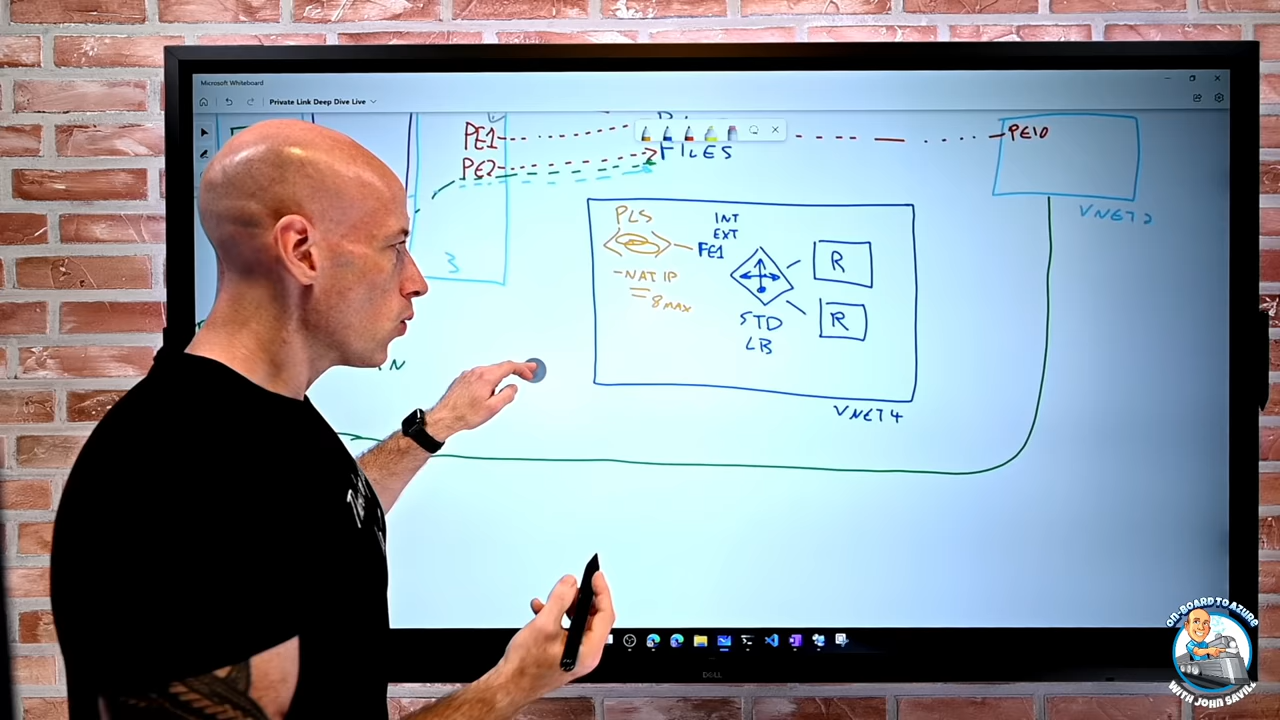 Microsoft Whiteboard
Private Link Deep Dive Live
PE1
FILES
PE10
PE2
VNET2
PLS
INT
EXT
FE1
R
3
-NAT IP
8 MAX
STD
LB
R
VNET4
N
DELL
ON-BOARD TO AZURE
WITH JOHN SAVILL